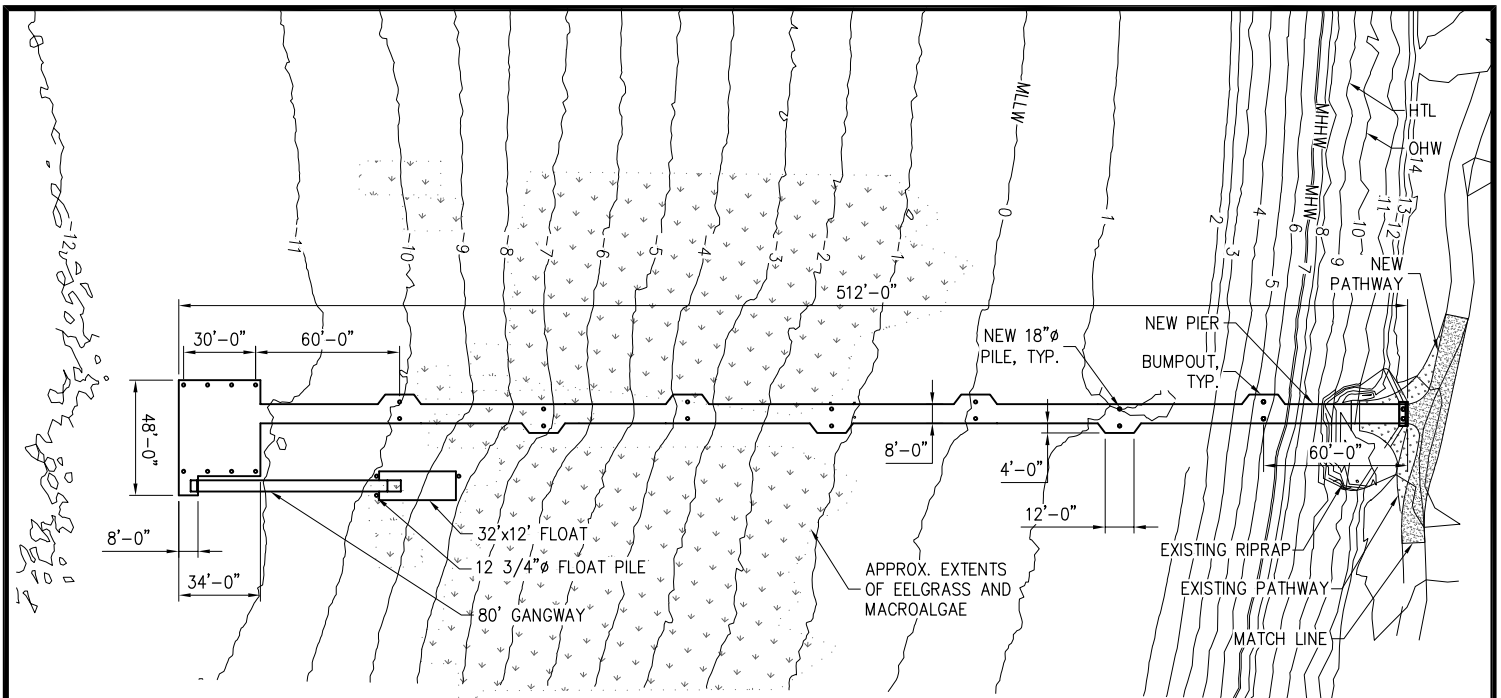 MLLW
MHHW
MHW
HTL
OHW
14
13
12
11
10
9
8
7
6
5
4
3
2
1
0
-1
-2
-3
-4
-5
-6
-7
-8
-9
-10
-11
-12
NEW
PATHWAY
512'-0"
30'-0"
60'-0"
NEW 18"ø
PILE, TYP.
NEW PIER
BUMPOUT,
TYP.
48'-0"
8'-0"
4'-0"
60'-0"
12'-0"
8'-0"
34'-0"
32'x12' FLOAT
12 3/4"ø FLOAT PILE
80' GANGWAY
APPROX. EXTENTS
OF EELGRASS AND
MACROALGAE
EXISTING RIPRAP
EXISTING PATHWAY
MATCH LINE